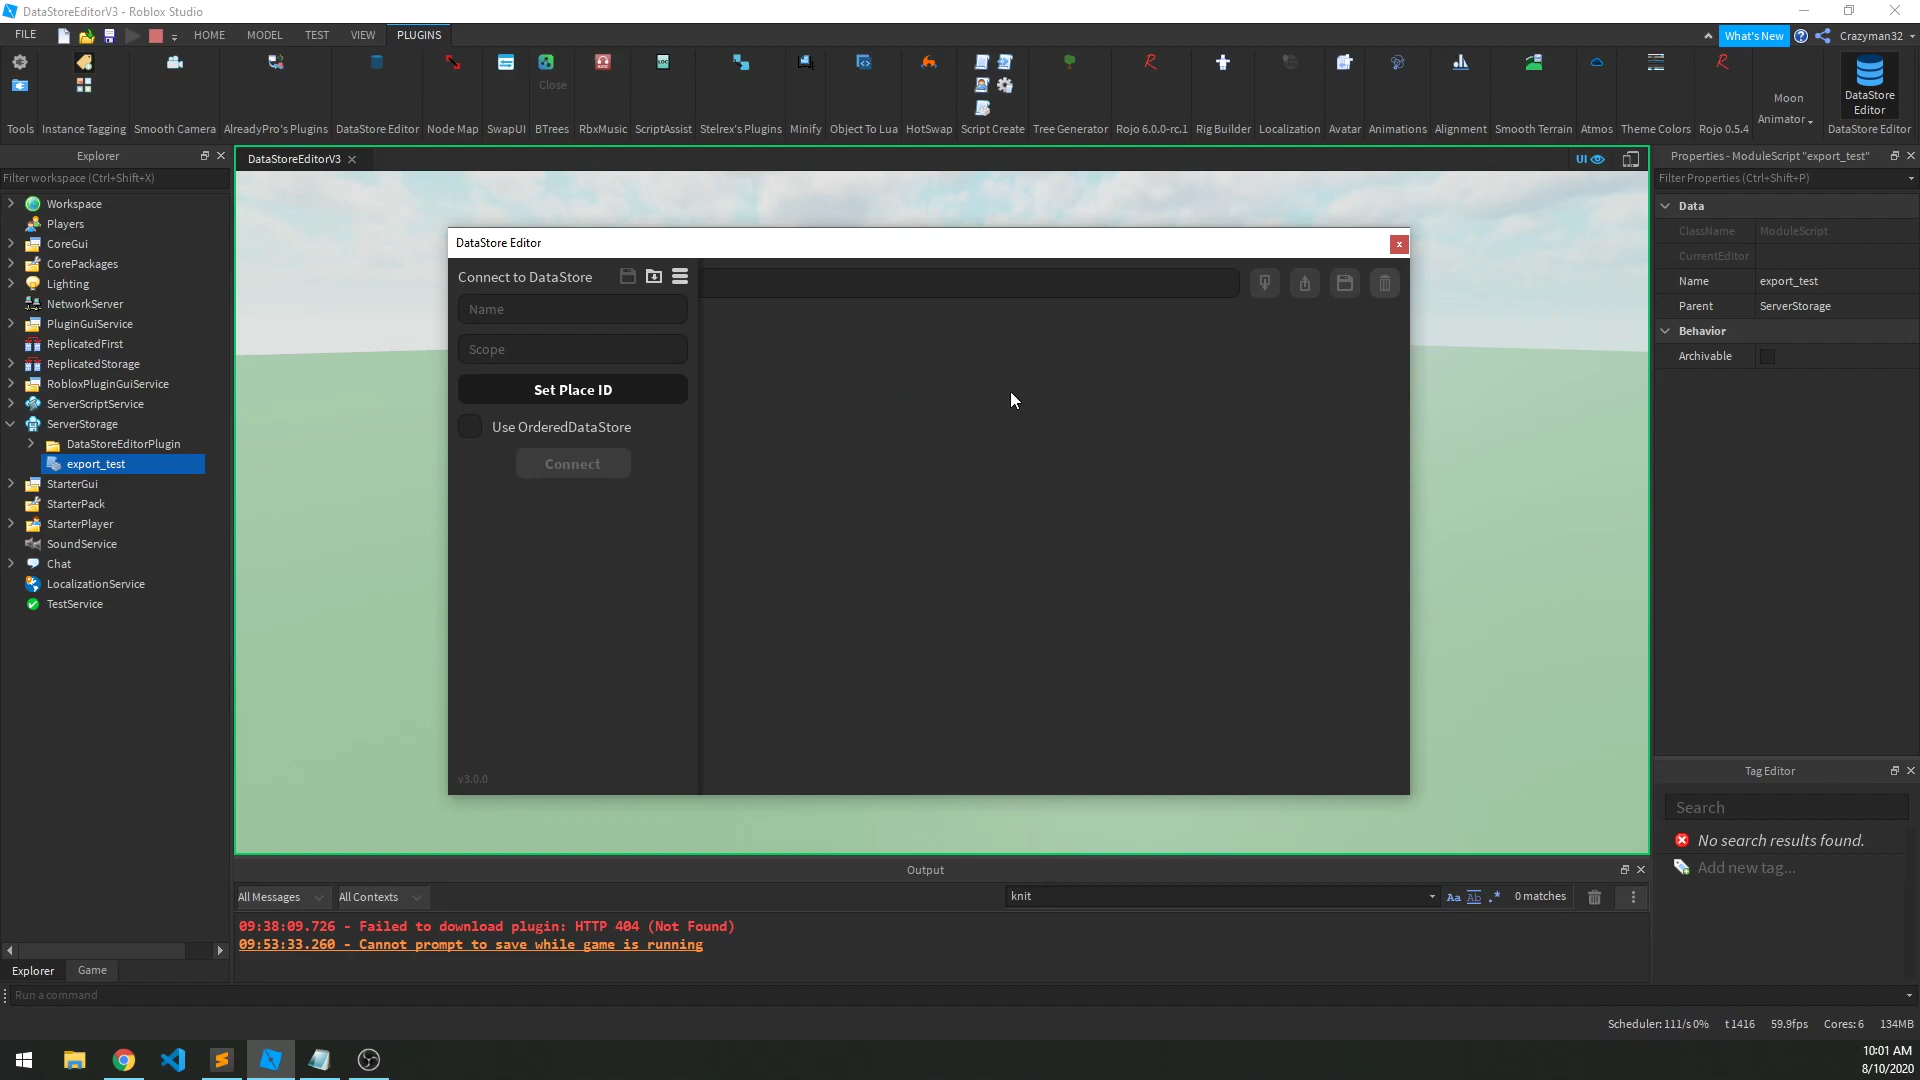 DataStoreEditorV3 - Roblox Studio
FILE HOME MODEL TEST VIEW PLUGINS What's New Crazyman32
Close
Tools Instance Tagging Smooth Camera AlreadyPro's Plugins DataStore Editor Node Map SwapUI BTrees RbxMusic ScriptAssist Stelrex's Plugins Minify Object To Lua HotSwap Script Create Tree Generator Rojo 6.0.0-rc.1 Rig Builder Localization Avatar Animations Alignment Smooth Terrain Atmos Theme Colors Rojo 0.5.4
Moon
Animator
DataStore
Editor
DataStore Editor
Explorer
Filter workspace (Ctrl+Shift+X)
Workspace
Players
CoreGui
CorePackages
Lighting
NetworkServer
PluginGuiService
ReplicatedFirst
ReplicatedStorage
RobloxPluginGuiService
ServerScriptService
ServerStorage
DataStoreEditorPlugin
export_test
StarterGui
StarterPack
StarterPlayer
SoundService
Chat
LocalizationService
TestService
Explorer Game
DataStoreEditorV3
UI
DataStore Editor
x
Connect to DataStore
Name
Scope
Set Place ID
Use OrderedDataStore
Connect
v3.0.0
Properties - ModuleScript "export_test"
Filter Properties (Ctrl+Shift+P)
Data
ClassName ModuleScript
CurrentEditor
Name export_test
Parent ServerStorage
Behavior
Archivable
Tag Editor
Search
No search results found.
Add new tag...
Output
All Messages All Contexts knit Aa Ab .* 0 matches
09:38:09.726 - Failed to download plugin: HTTP 404 (Not Found)
09:53:33.260 - Cannot prompt to save while game is running
Run a command
Scheduler: 111/s 0% t 1416 59.9fps Cores: 6 134MB
10:01 AM
8/10/2020